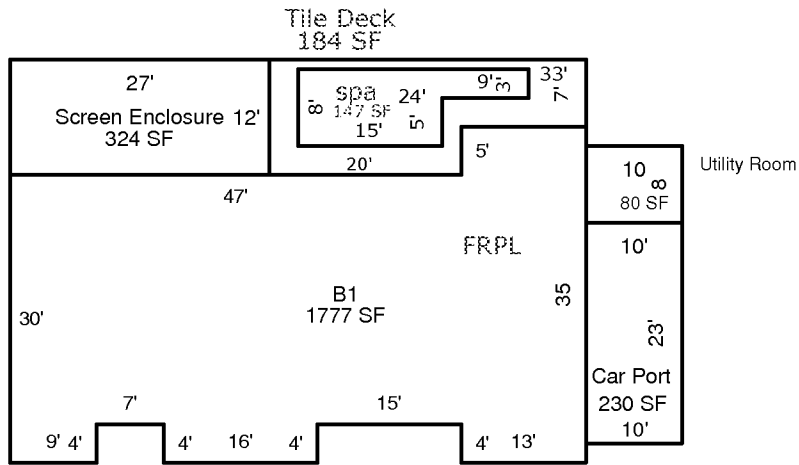 Tile Deck
184 SF
27'
Screen Enclosure 12'
324 SF
33'
7'
9'
3'
8'
spa 24'
147 SF
15'
5'
20'
5'
47'
10
8
80 SF
Utility Room
FRPL
10'
B1
1777 SF
35
30'
23'
Car Port
230 SF
10'
7'
15'
9' 4'
4'
16'
4'
4'
13'